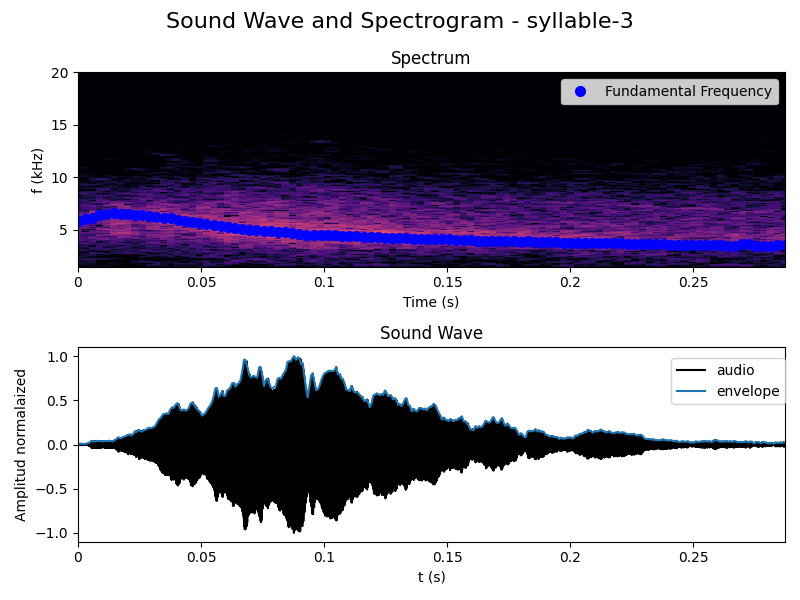 Sound Wave and Spectrogram - syllable-3
Spectrum
Fundamental Frequency
20
15
10
5
f (kHz)
0
0.05
0.1
0.15
0.2
0.25
Time (s)
Sound Wave
audio
envelope
1.0
0.5
0.0
−0.5
−1.0
Amplitud normalaized
0
0.05
0.1
0.15
0.2
0.25
t (s)